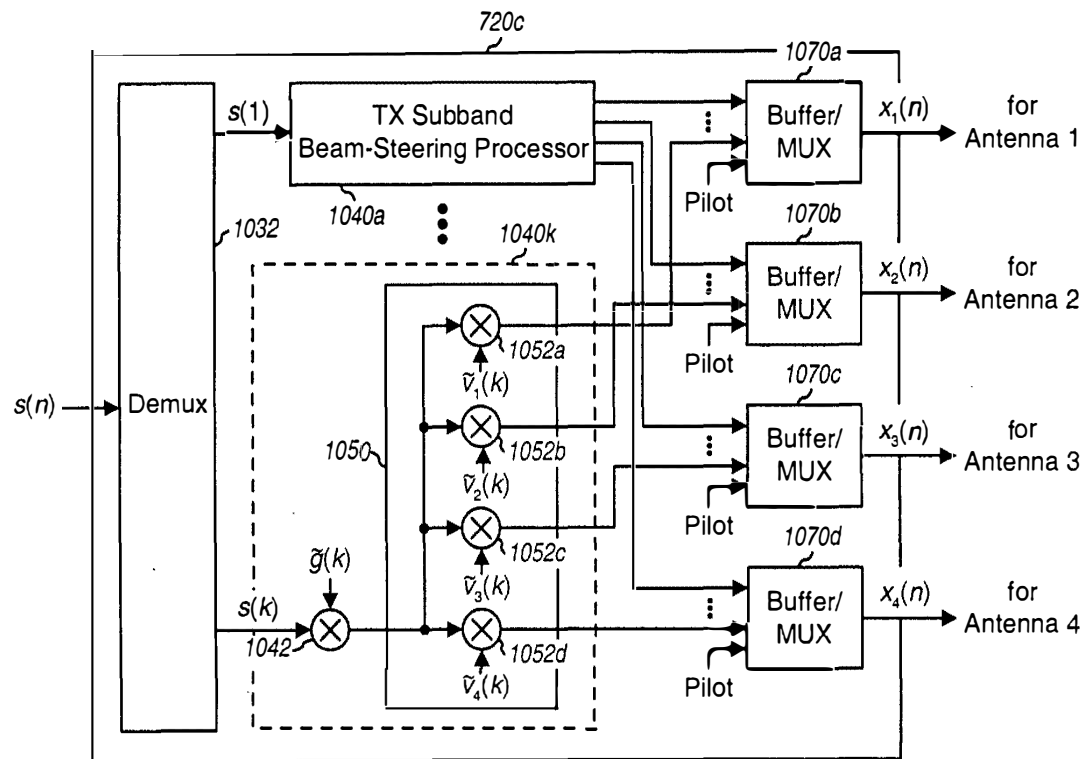 720c
1070a
s(1)
TX Subband
Beam-Steering Processor
Buffer/
MUX
x₁(n)
for
Antenna 1
Pilot
1040a
1032
1040k
1070b
Buffer/
MUX
x₂(n)
for
Antenna 2
Pilot
1052a
ṽ₁(k)
s(n)
Demux
1050
1052b
ṽ₂(k)
1070c
Buffer/
MUX
x₃(n)
for
Antenna 3
Pilot
1052c
ṽ₃(k)
g̃(k)
s(k)
1042
1052d
ṽ₄(k)
1070d
Buffer/
MUX
x₄(n)
for
Antenna 4
Pilot